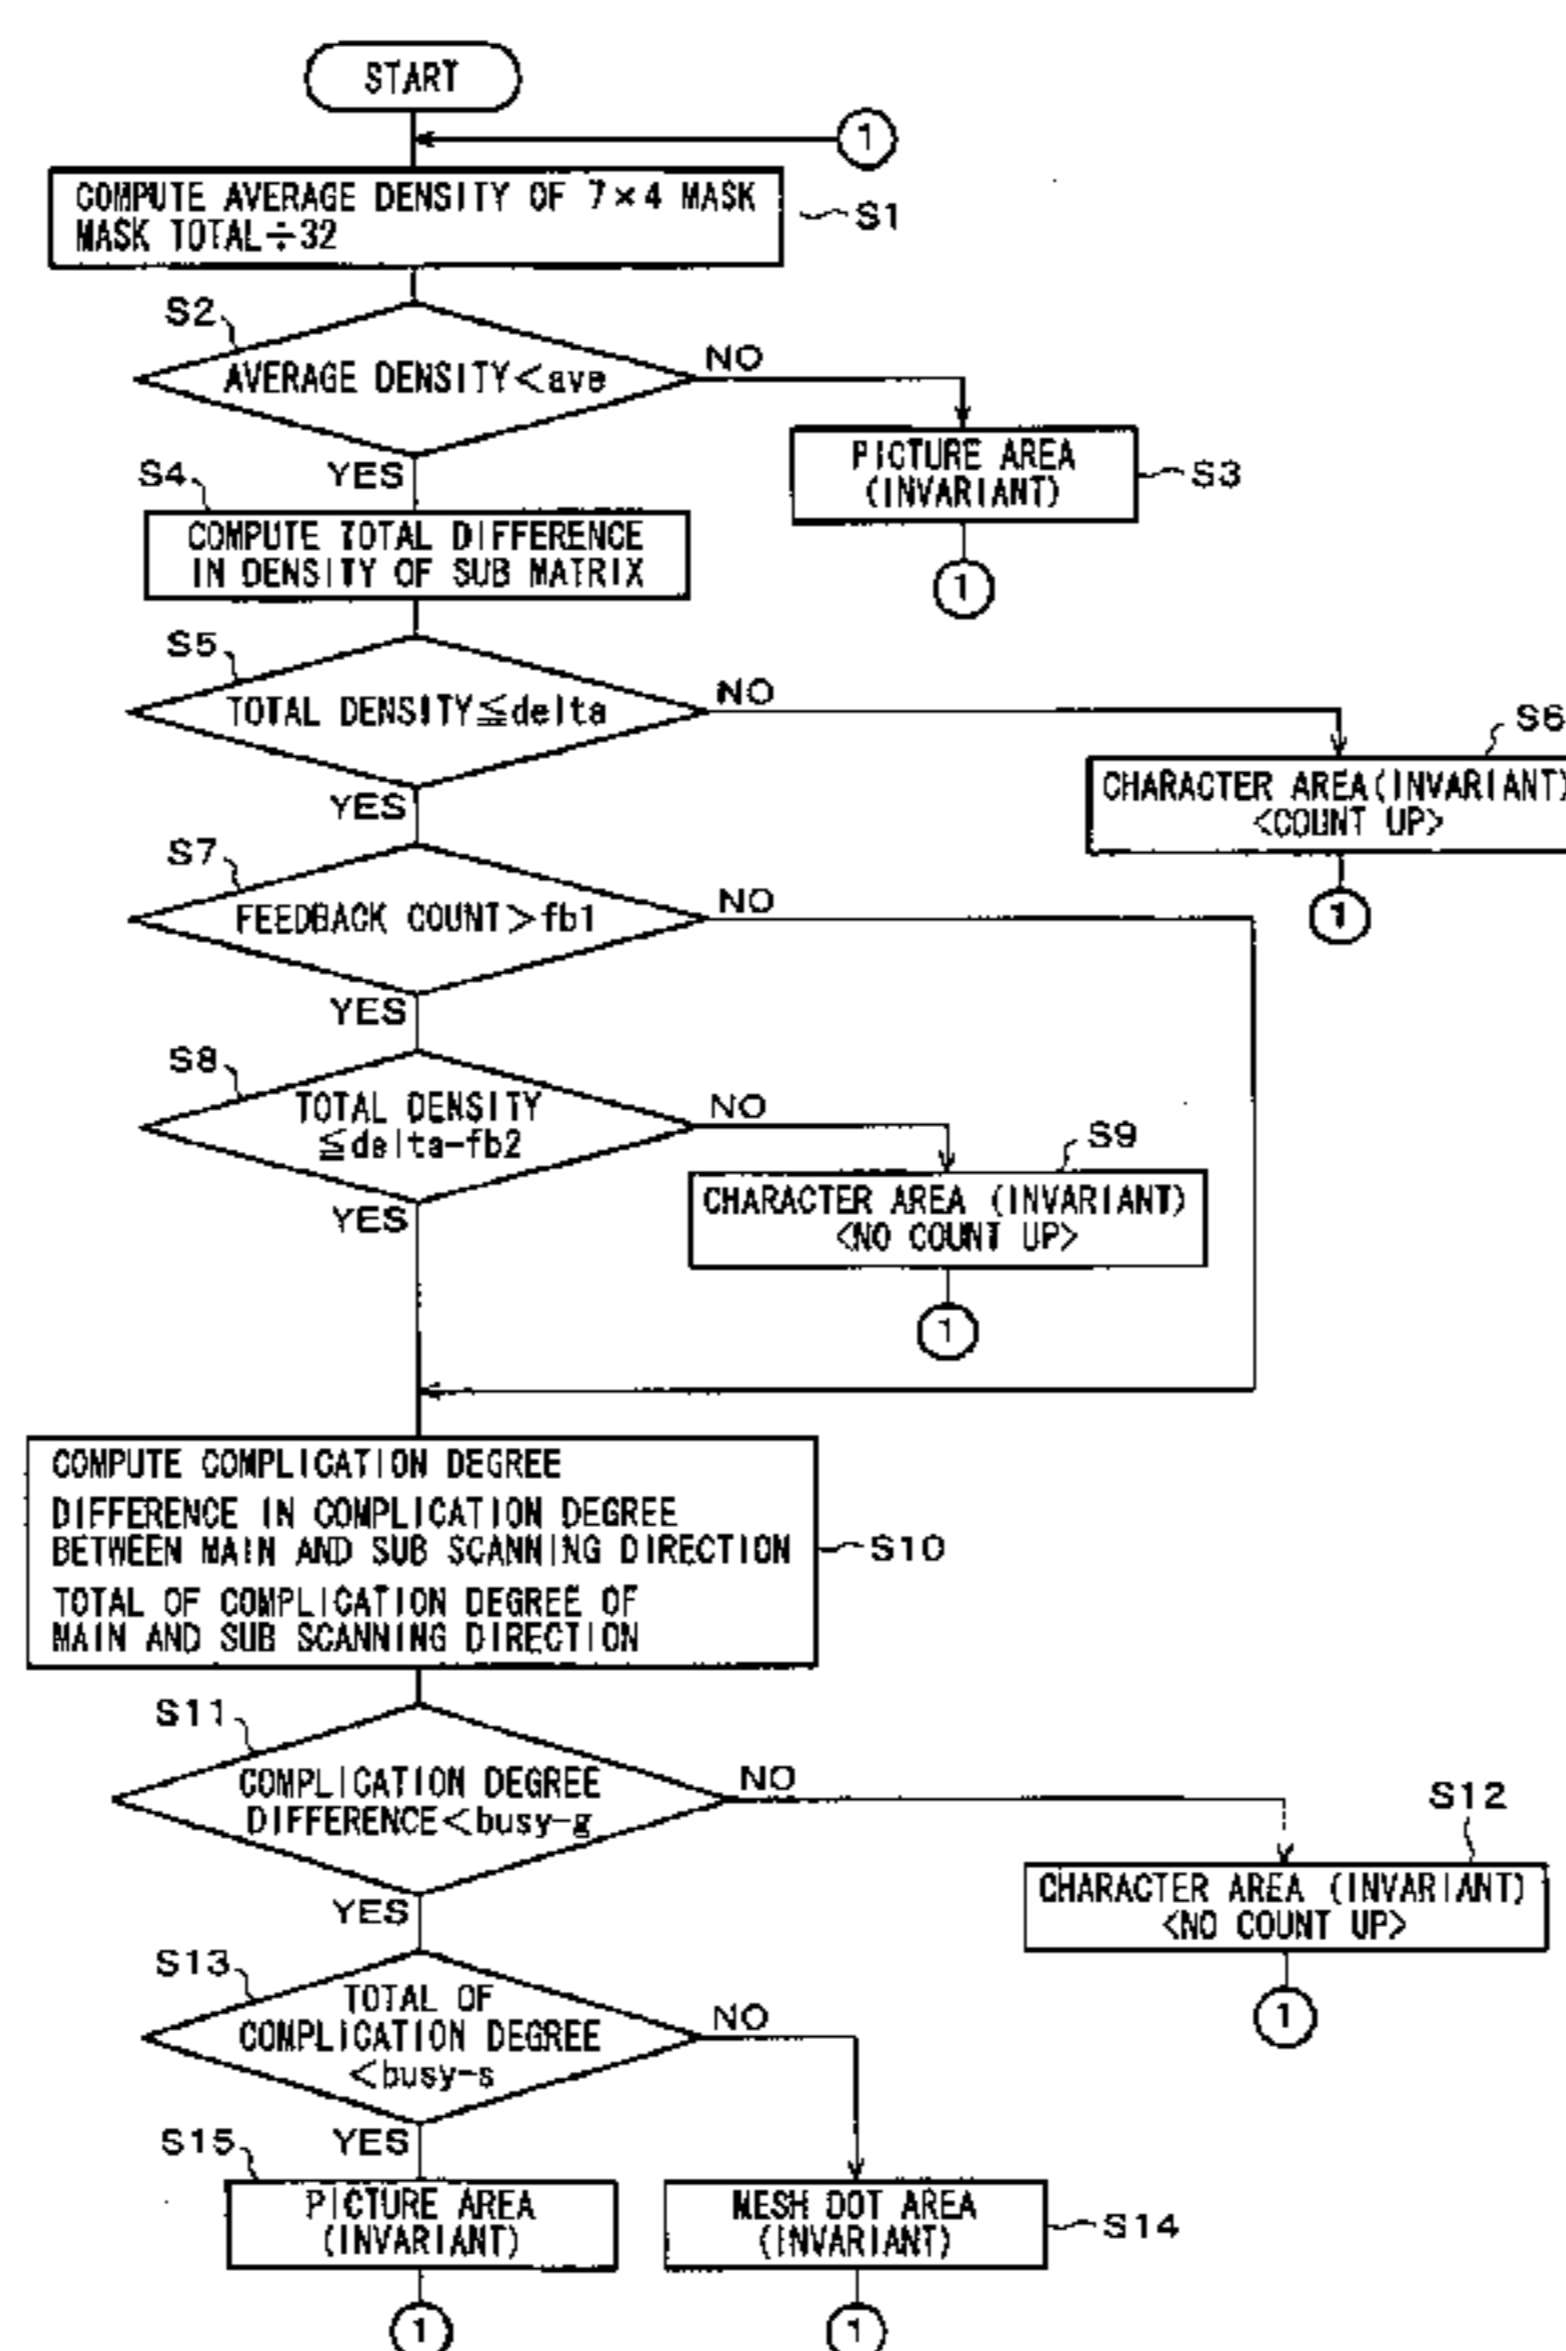 START
1
COMPUTE AVERAGE DENSITY OF 7×4 MASK
MASK TOTAL÷32
S1
S2
AVERAGE DENSITY<ave
NO
YES
PICTURE AREA
(INVARIANT)
S3
1
S4
COMPUTE TOTAL DIFFERENCE
IN DENSITY OF SUB MATRIX
S5
TOTAL DENSITY≦delta
NO
YES
S6
CHARACTER AREA(INVARIANT)
<COUNT UP>
1
S7
FEEDBACK COUNT>fb1
NO
YES
S8
TOTAL DENSITY
≦delta-fb2
NO
YES
S9
CHARACTER AREA (INVARIANT)
<NO COUNT UP>
1
COMPUTE COMPLICATION DEGREE
DIFFERENCE IN COMPLICATION DEGREE
BETWEEN MAIN AND SUB SCANNING DIRECTION
TOTAL OF COMPLICATION DEGREE OF
MAIN AND SUB SCANNING DIRECTION
S10
S11
COMPLICATION DEGREE
DIFFERENCE<busy-g
NO
YES
S12
CHARACTER AREA (INVARIANT)
<NO COUNT UP>
1
S13
TOTAL OF
COMPLICATION DEGREE
<busy-s
NO
YES
S15
PICTURE AREA
(INVARIANT)
1
MESH DOT AREA
(INVARIANT)
S14
1